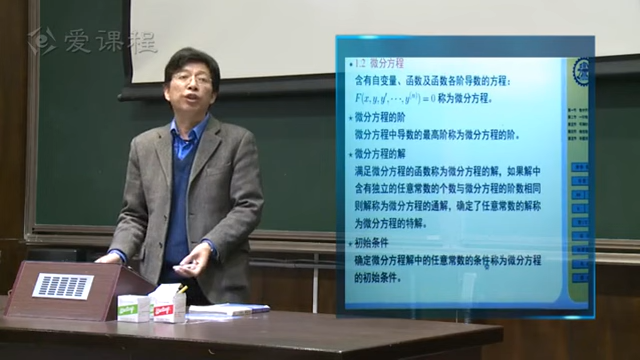 爱课程
1.2 微分方程
含有自变量、函数及函数各阶导数的方程:
F(x, y, y′, ⋯, y⁽ⁿ⁾) = 0 称为微分方程。
微分方程的阶
微分方程中导数的最高阶称为微分方程的阶。
微分方程的解
满足微分方程的函数称为微分方程的解,如果解中
含有独立的任意常数的个数与微分方程的阶数相同
则解称为微分方程的通解,确定了任意常数的解称
为微分方程的特解。
初始条件
确定微分方程解中的任意常数的条件称为微分方程
的初始条件。